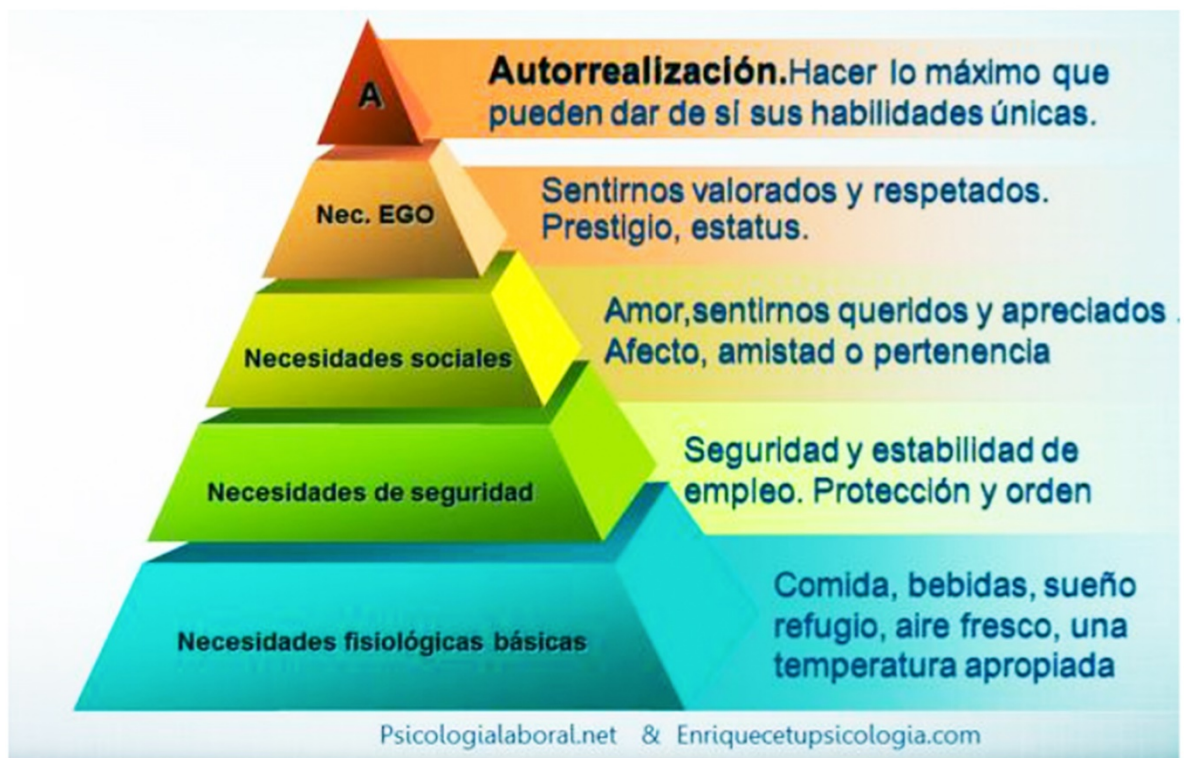 A
Autorrealización.Hacer lo máximo que
pueden dar de sí sus habilidades únicas.
Nec. EGO
Sentirnos valorados y respetados.
Prestigio, estatus.
Necesidades sociales
Amor,sentirnos queridos y apreciados .
Afecto, amistad o pertenencia
Necesidades de seguridad
Seguridad y estabilidad de
empleo. Protección y orden
Necesidades fisiológicas básicas
Comida, bebidas, sueño
refugio, aire fresco, una
temperatura apropiada
Psicologialaboral.net & Enriquecetupsicologia.com